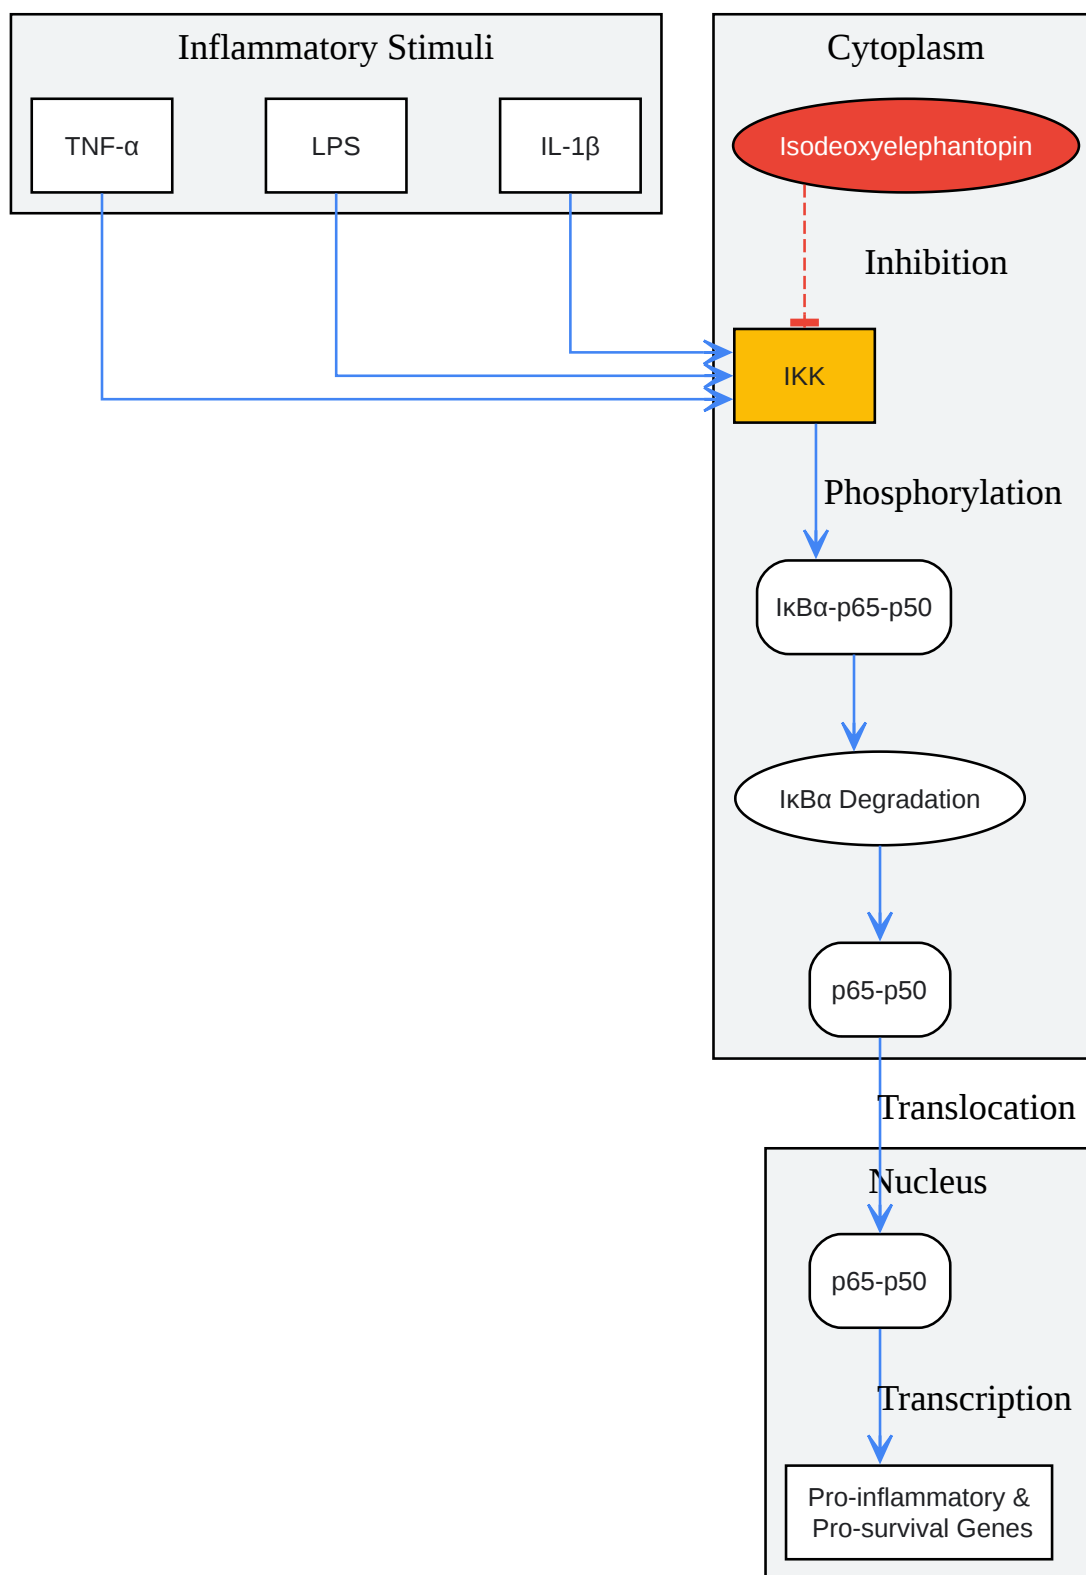 Inflammatory Stimuli
TNF-α
LPS
IL-1β
Cytoplasm
Isodeoxyelephantopin
Inhibition
IKK
Phosphorylation
IκBα-p65-p50
IκBα Degradation
p65-p50
Translocation
Nucleus
p65-p50
Transcription
Pro-inflammatory &
Pro-survival Genes